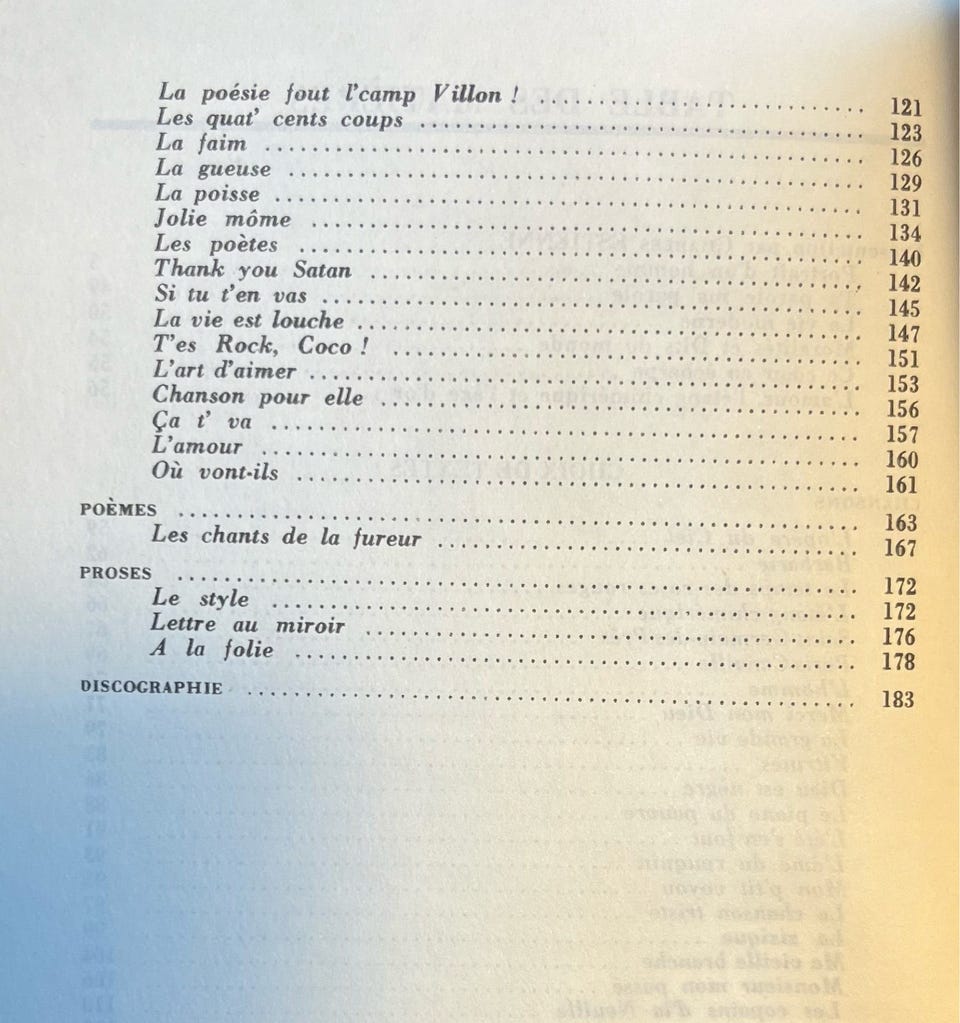 La poésie fout l'camp Villon ! 121
Les quat' cents coups 123
La faim 126
La gueuse 129
La poisse 131
Jolie môme 134
Les poètes 140
Thank you Satan 142
Si tu t'en vas 145
La vie est louche 147
T'es Rock, Coco ! 151
L'art d'aimer 153
Chanson pour elle 156
Ça t' va 157
L'amour 160
Où vont-ils 161
POÈMES 163
Les chants de la fureur 167
PROSES 172
Le style 172
Lettre au miroir 176
A la folie 178
DISCOGRAPHIE 183